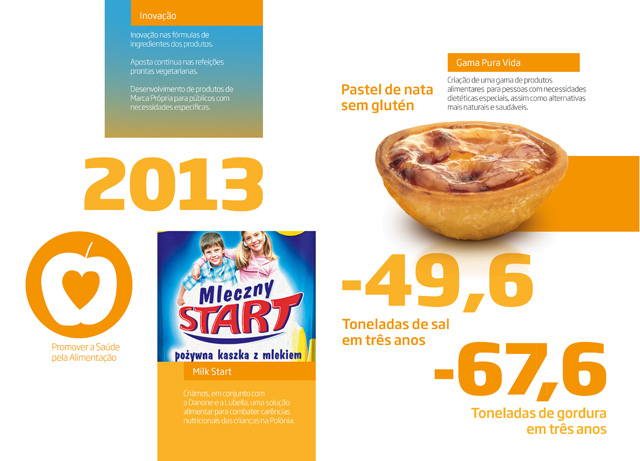 Inovação
Inovação nas fórmulas de
ingredientes dos produtos.
Aposta contínua nas refeições
prontas vegetarianas.
Desenvolvimento de produtos de
Marca Própria para públicos com
necessidades específicas.
2013
Promover a Saúde
pela Alimentação
Mleczny
START
pożywna kaszka z mlekiem
Milk Start
Criámos, em conjunto com
a Danone e a Lubella, uma solução
alimentar para combater carências
nutricionais das crianças na Polónia.
Pastel de nata
sem glutén
Gama Pura Vida
Criação de uma gama de produtos
alimentares para pessoas com necessidades
dietéticas especiais, assim como alternativas
mais naturais e saudáveis.
-49,6
Toneladas de sal
em três anos
-67,6
Toneladas de gordura
em três anos